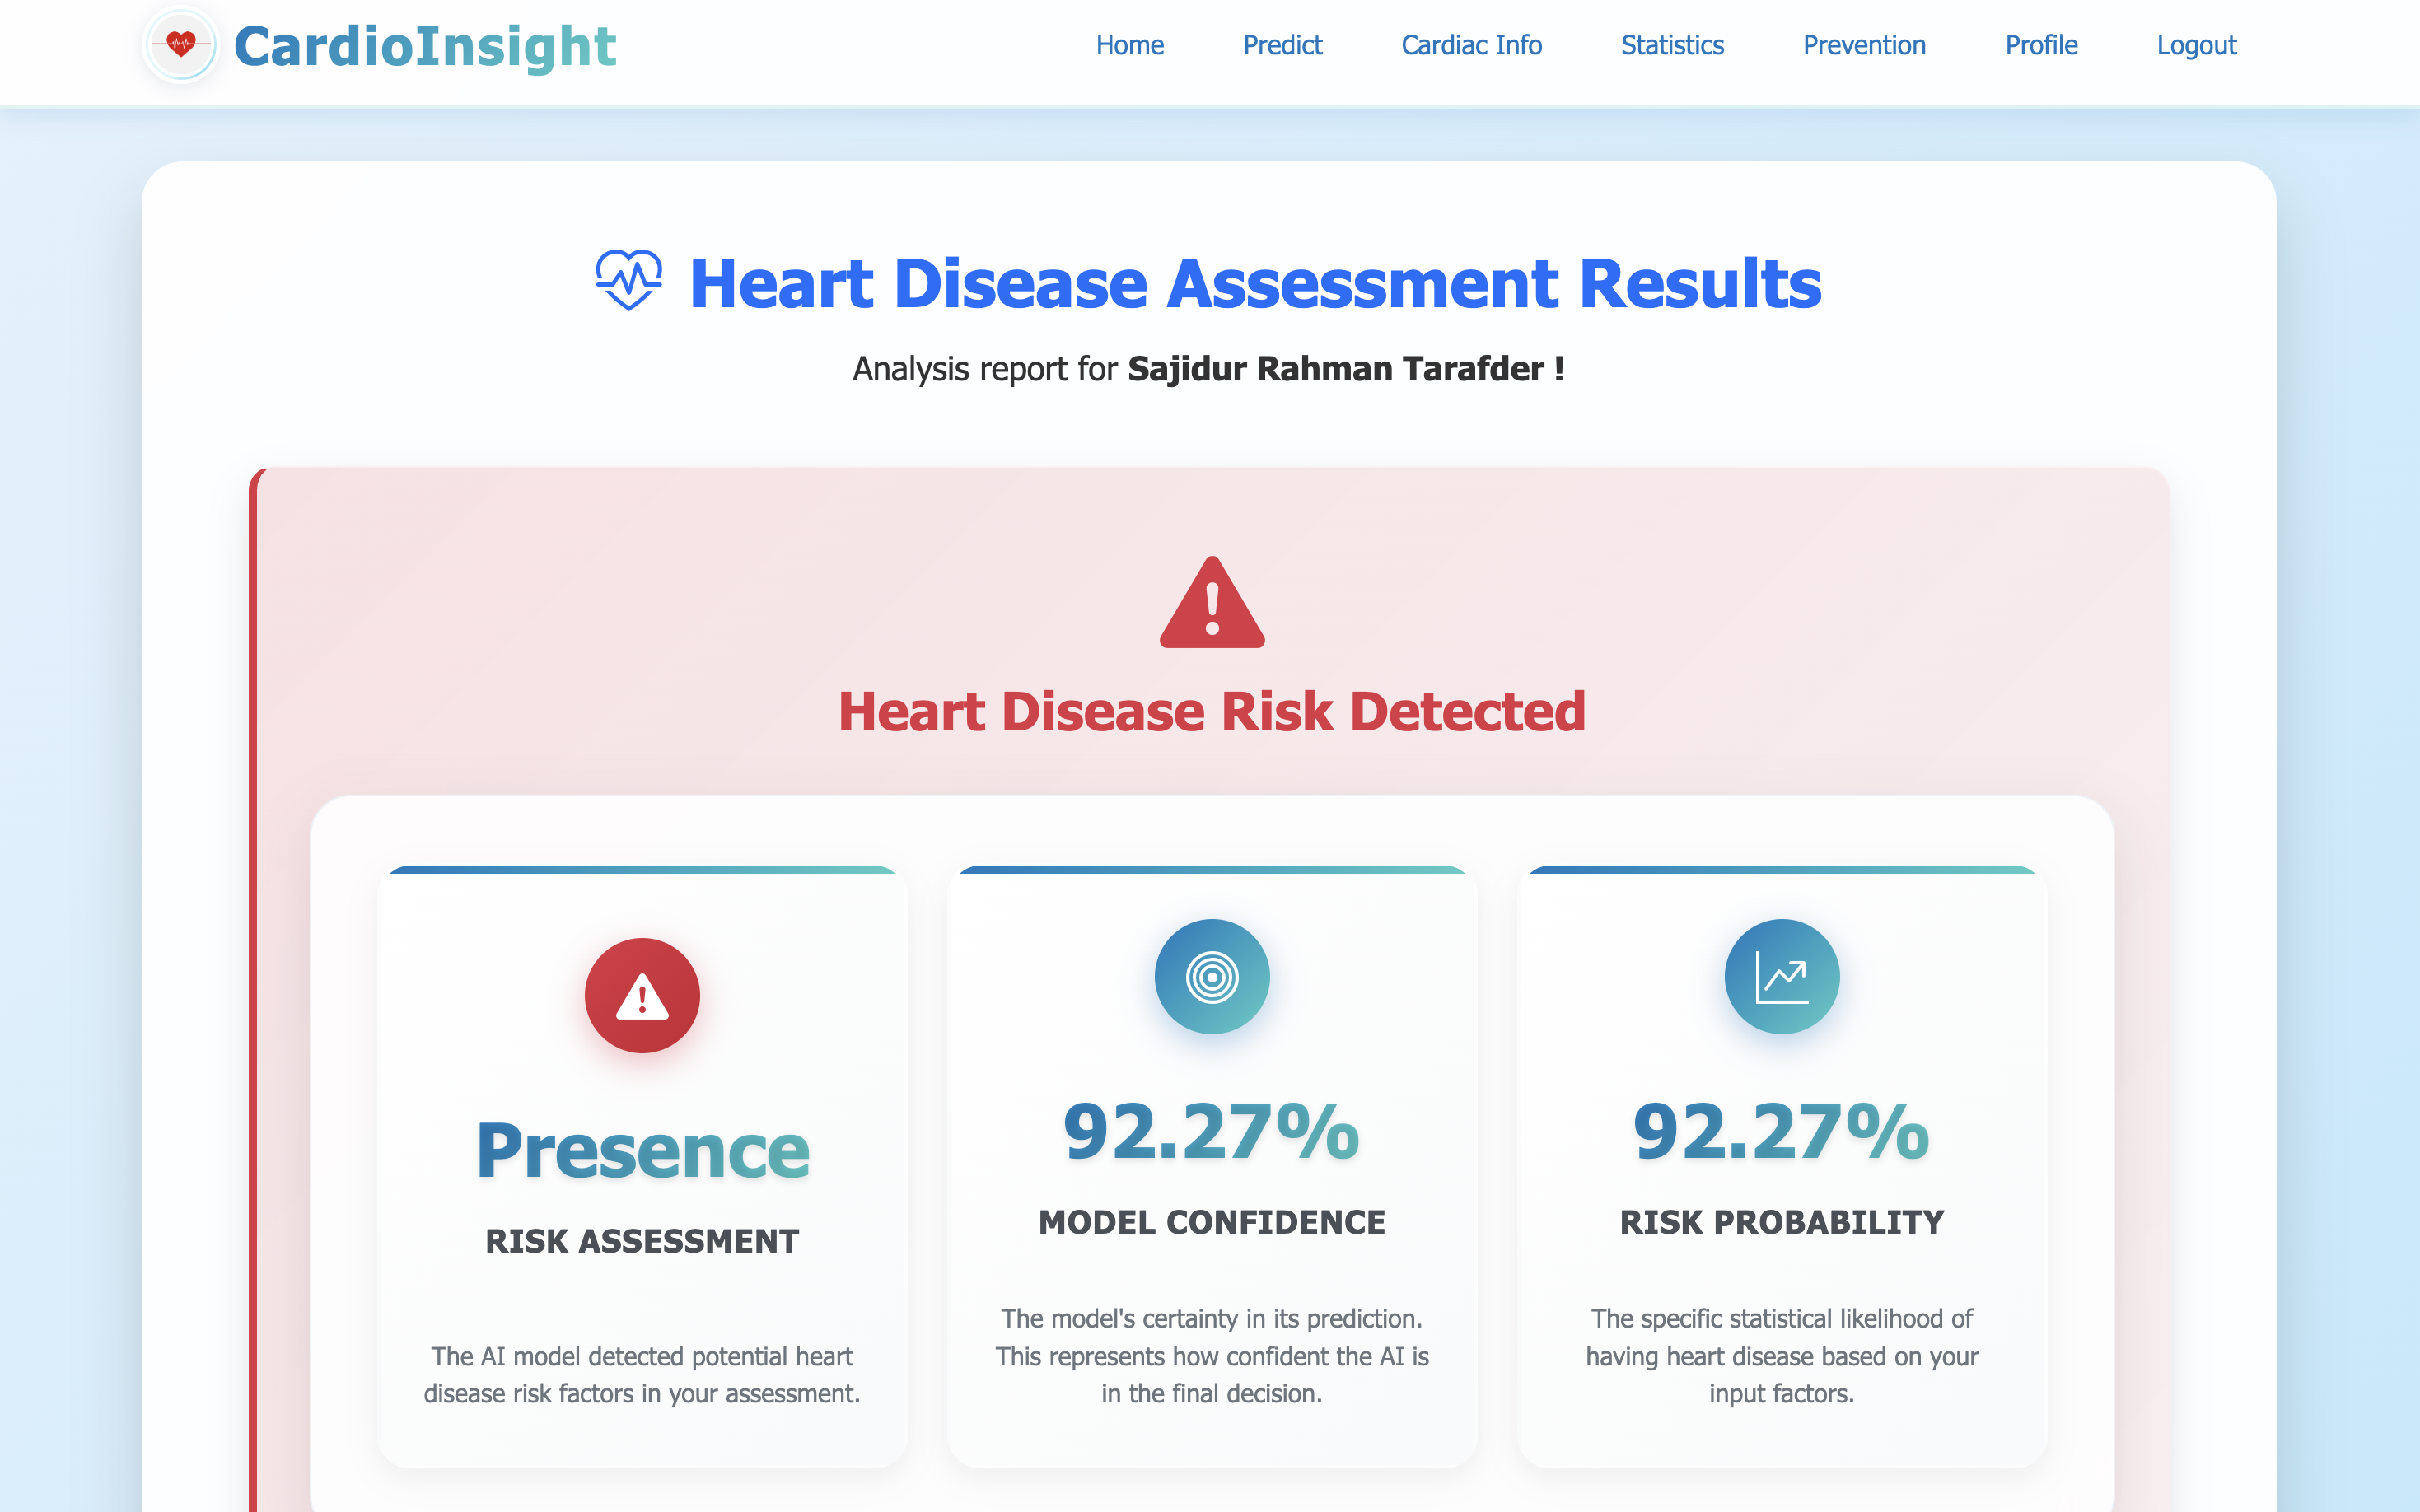 CardioInsight
Home Predict Cardiac Info Statistics Prevention Profile Logout
Heart Disease Assessment Results
Analysis report for Sajidur Rahman Tarafder !
Heart Disease Risk Detected
Presence
RISK ASSESSMENT
The AI model detected potential heart
disease risk factors in your assessment.
92.27%
MODEL CONFIDENCE
The model's certainty in its prediction.
This represents how confident the AI is
in the final decision.
92.27%
RISK PROBABILITY
The specific statistical likelihood of
having heart disease based on your
input factors.